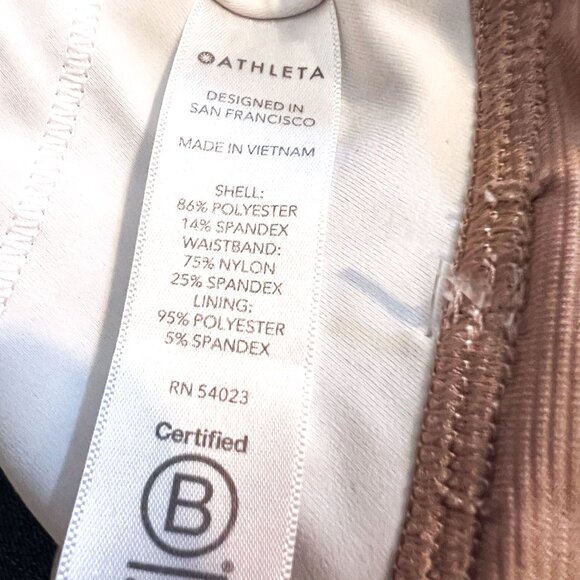 ATHLETA
DESIGNED IN
SAN FRANCISCO
MADE IN VIETNAM
SHELL:
86% POLYESTER
14% SPANDEX
WAISTBAND:
75% NYLON
25% SPANDEX
LINING:
95% POLYESTER
5% SPANDEX
RN 54023
Certified
B